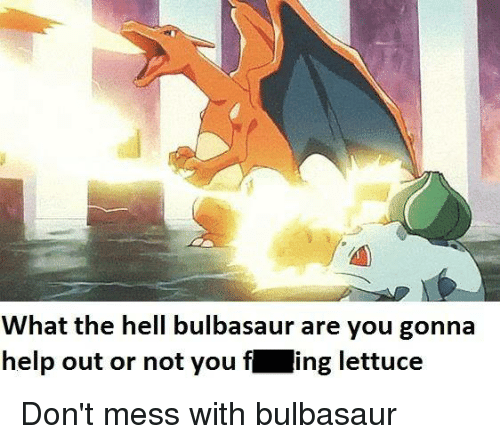 What the hell bulbasaur are you gonna
help out or not you f ing lettuce
Don't mess with bulbasaur